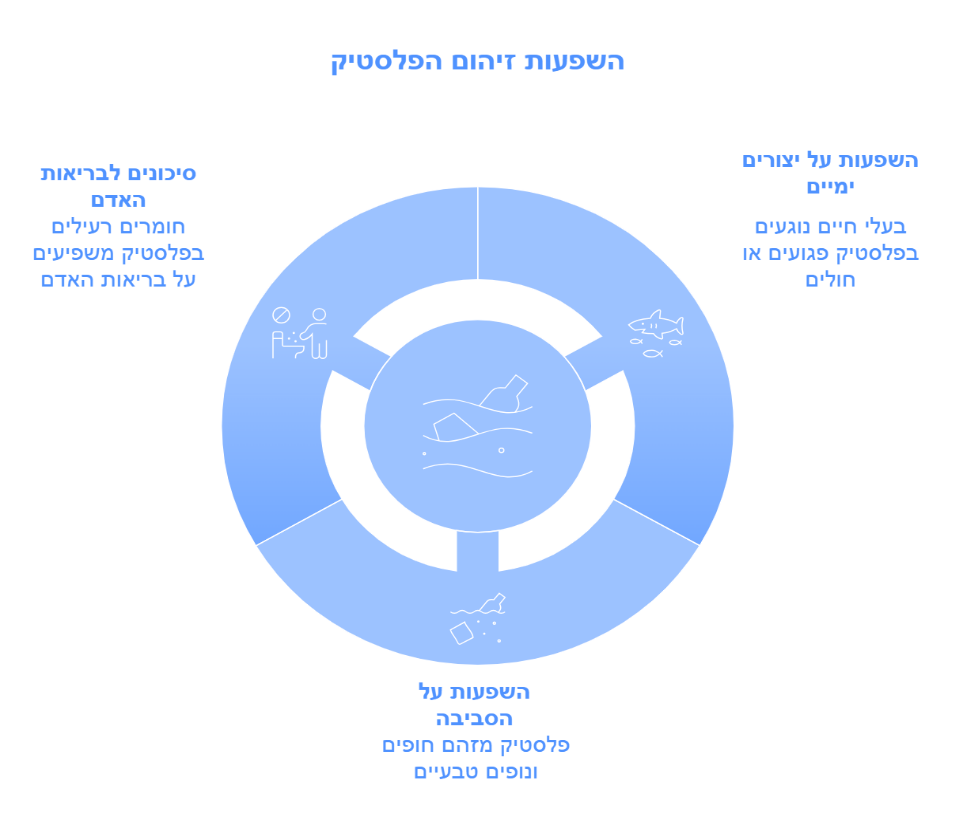 השפעות זיהום הפלסטיק
השפעות על יצורים
ימיים
בעלי חיים נוגעים
בפלסטיק פגועים או
חולים
סיכונים לבריאות
האדם
חומרים רעילים
בפלסטיק משפיעים
על בריאות האדם
השפעות על
הסביבה
פלסטיק מזהם חופים
ונופים טבעיים